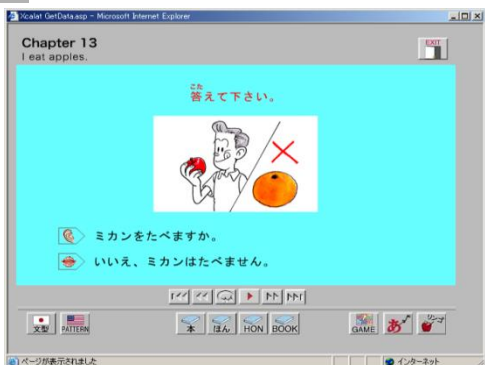 Xcalat GetData.asp - Microsoft Internet Explorer
Chapter 13
I eat apples.
EXIT
こた
答えて下さい。
ミカンをたべますか。
いいえ、ミカンはたべません。
文型 PATTERN 本 ほん HON BOOK GAME あ リンゴ
ページが表示されました インターネット